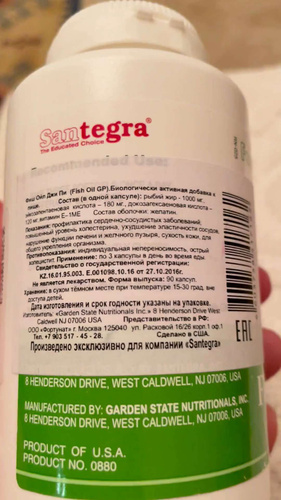 Santegra®
The Educated Choice
Recommended Use:
Фиш Ойл Джи Пи (Fish Oil GP). Биологически активная добавка к
пище. Состав (в одной капсуле): рыбий жир - 1000 мг,
эйкозапентаеновая кислота – 180 мг, докозагексаеновая кислота –
120 мг, витамин Е- 1МЕ Состав оболочки: желатин.
Показания: профилактика сердечно-сосудистых заболеваний,
повышенный уровень холестерина, ухудшение эластичности сосудов,
нарушение функции печени и желчного пузыря, сухость кожи, для
общего укрепления.
Противопоказания: индивидуальная непереносимость, острый
холецистит. Применение: по 3 капсулы в день во время еды
Свидетельство о государственной регистрации:
KZ.16.01.95.003. Е.001098.10.16 от 27.10.2016г.
Не является лекарством. Форма выпуска: 90 капсул.
в сухом тёмном месте при температуре 15-30 град. вне
доступа детей.
Дата изготовления и срок годности указаны на упаковке.
Изготовитель: «Garden State Nutritionals» 8 Henderson Drive West
Caldwell NJ 07006 USA Представительство в РФ:
ООО «Фортунат» г. Москва 125040 ул. Расковой 16/26 корп.1 оф.1
Тел. +7 903 517 - 45 - 28. Сделано в США.
Произведено эксклюзивно для компании «Santegra»
EAC
8 HENDERSON DRIVE, WEST CALDWELL, NJ 07006, USA
MANUFACTURED BY: GARDEN STATE NUTRITIONALS, INC.
8 HENDERSON DRIVE, WEST CALDWELL, NJ 07006, USA
PRODUCT OF U.S.A.
PRODUCT NO. 0880